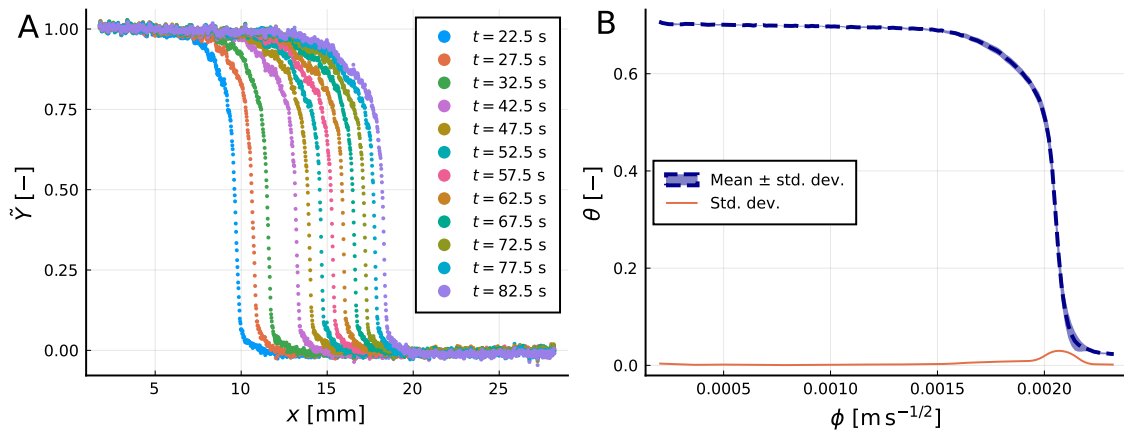 A
1.00
0.75
0.50
0.25
0.00
Ỹ [−]
5
10
15
20
25
x [mm]
t = 22.5 s
t = 27.5 s
t = 32.5 s
t = 42.5 s
t = 47.5 s
t = 52.5 s
t = 57.5 s
t = 62.5 s
t = 67.5 s
t = 72.5 s
t = 77.5 s
t = 82.5 s
B
0.6
0.4
0.2
0.0
θ [−]
0.0005
0.0010
0.0015
0.0020
ϕ [m s⁻¹ᐟ²]
Mean ± std. dev.
Std. dev.